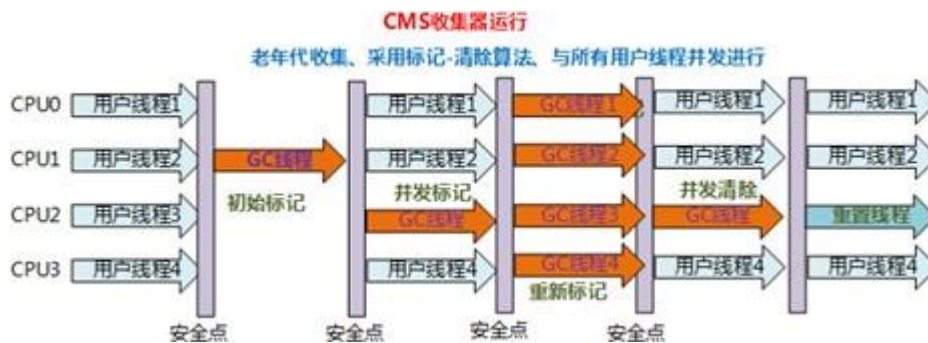 CMS收集器运行
老年代收集、采用标记-清除算法、与所有用户线程并发进行
CPU0 用户线程1 用户线程1 GC线程1 用户线程1 用户线程1
CPU1 用户线程2 GC线程 用户线程2 GC线程2 用户线程2 用户线程2
初始标记 并发标记 并发清除
CPU2 用户线程3 GC线程 GC线程3 GC线程 重置线程
CPU3 用户线程4 用户线程4 GC线程4 用户线程4 用户线程4
重新标记
安全点 安全点 安全点 安全点